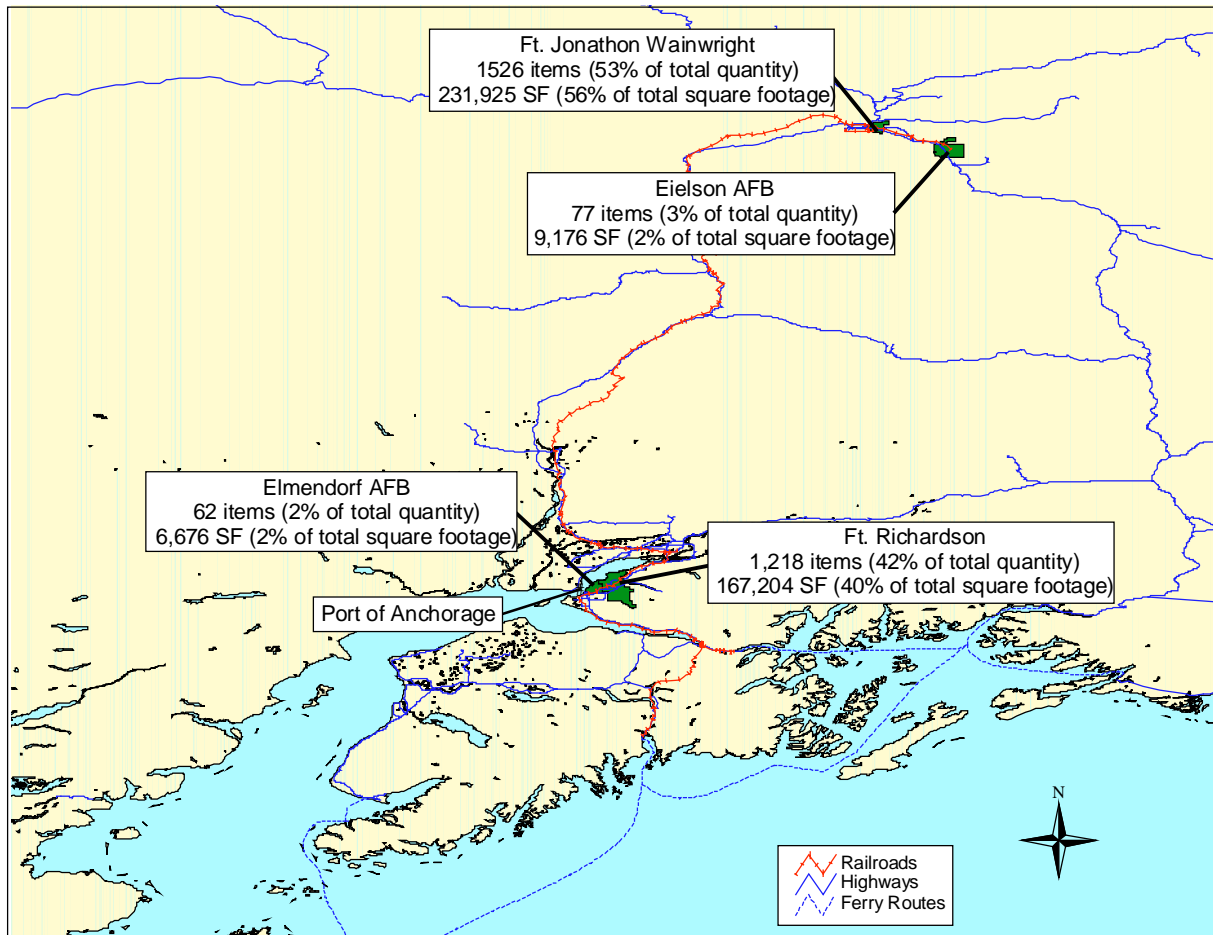 Ft. Jonathon Wainwright
1526 items (53% of total quantity)
231,925 SF (56% of total square footage)
Eielson AFB
77 items (3% of total quantity)
9,176 SF (2% of total square footage)
Elmendorf AFB
62 items (2% of total quantity)
6,676 SF (2% of total square footage)
Ft. Richardson
1,218 items (42% of total quantity)
167,204 SF (40% of total square footage)
Port of Anchorage
N
Railroads
Highways
Ferry Routes